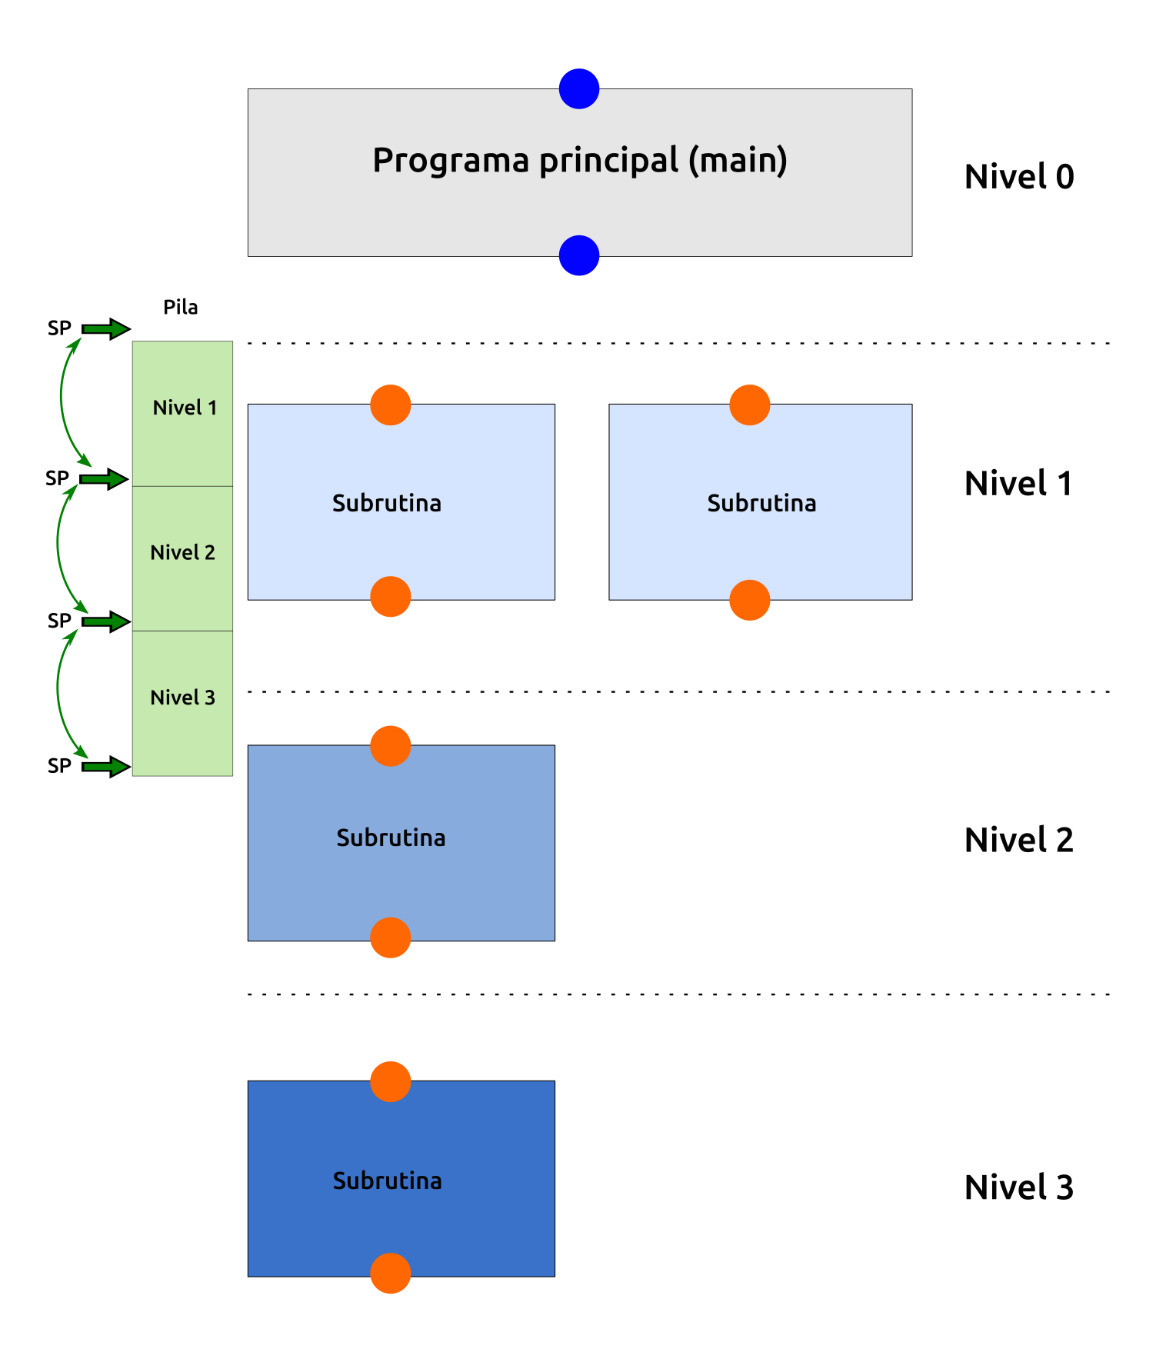 Programa principal (main)
Nivel 0
Pila
SP
Nivel 1
SP
Nivel 2
SP
Nivel 3
SP
Subrutina
Subrutina
Nivel 1
Subrutina
Nivel 2
Subrutina
Nivel 3